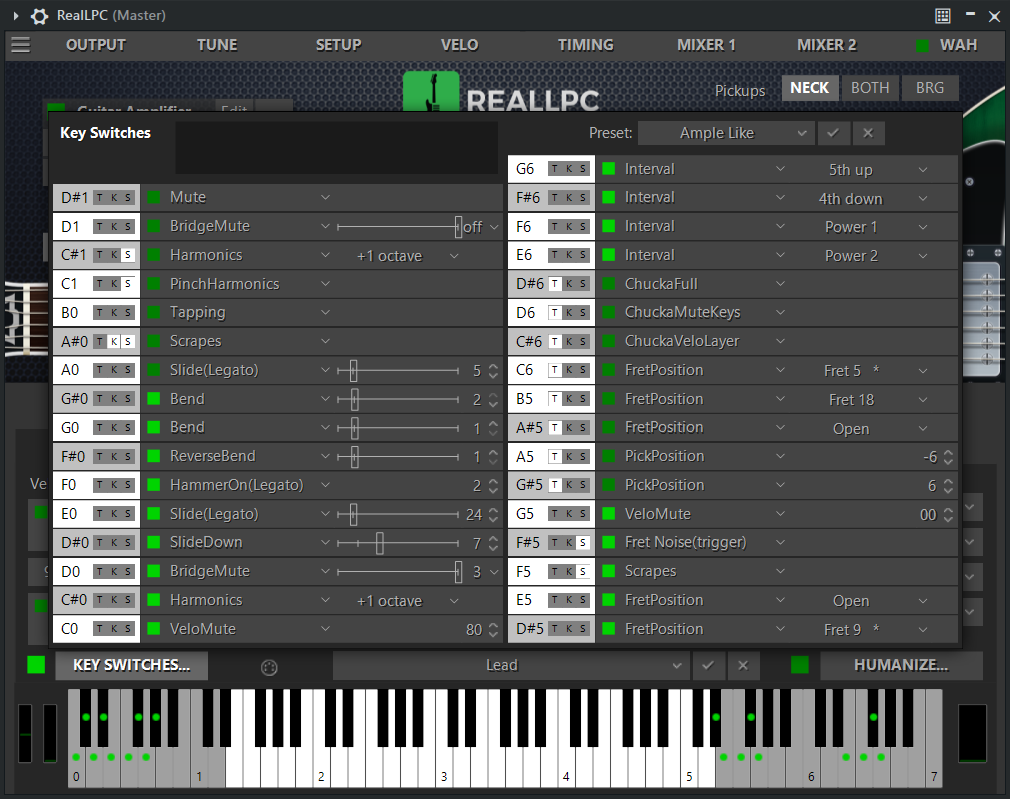 RealLPC (Master)
OUTPUT TUNE SETUP VELO TIMING MIXER 1 MIXER 2 WAH
Guitar Amplifier Edit
REALLPC
Pickups NECK BOTH BRG
Key Switches
Preset: Ample Like
D#1 T K S Mute
D1 T K S BridgeMute off
C#1 T K S Harmonics +1 octave
C1 T K S PinchHarmonics
B0 T K S Tapping
A#0 T K S Scrapes
A0 T K S Slide(Legato) 5
G#0 T K S Bend 2
G0 T K S Bend 1
F#0 T K S ReverseBend 1
F0 T K S HammerOn(Legato) 2
E0 T K S Slide(Legato) 24
D#0 T K S SlideDown 7
D0 T K S BridgeMute 3
C#0 T K S Harmonics +1 octave
C0 T K S VeloMute 80
G6 T K S Interval 5th up
F#6 T K S Interval 4th down
F6 T K S Interval Power 1
E6 T K S Interval Power 2
D#6 T K S ChuckaFull
D6 T K S ChuckaMuteKeys
C#6 T K S ChuckaVeloLayer
C6 T K S FretPosition Fret 5 *
B5 T K S FretPosition Fret 18
A#5 T K S FretPosition Open
A5 T K S PickPosition -6
G#5 T K S PickPosition 6
G5 T K S VeloMute 00
F#5 T K S Fret Noise(trigger)
F5 T K S Scrapes
E5 T K S FretPosition Open
D#5 T K S FretPosition Fret 9 *
Ve
KEY SWITCHES... Lead HUMANIZE...
0 1 2 3 4 5 6 7